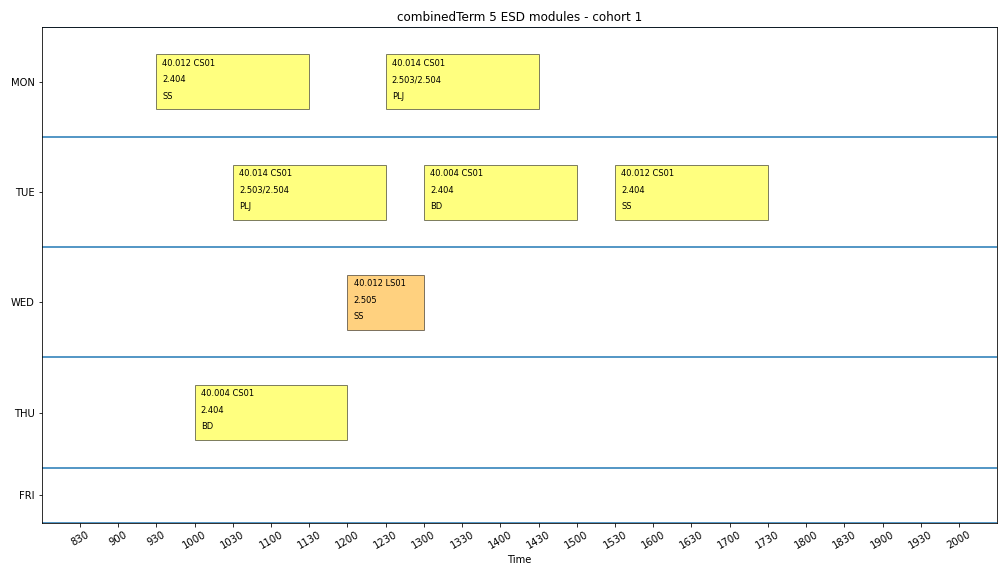 combinedTerm 5 ESD modules - cohort 1
MON
40.012 CS01
2.404
SS
40.014 CS01
2.503/2.504
PLJ
TUE
40.014 CS01
2.503/2.504
PLJ
40.004 CS01
2.404
BD
40.012 CS01
2.404
SS
WED
40.012 LS01
2.505
SS
THU
40.004 CS01
2.404
BD
FRI
830 900 930 1000 1030 1100 1130 1200 1230 1300 1330 1400 1430 1500 1530 1600 1630 1700 1730 1800 1830 1900 1930 2000
Time